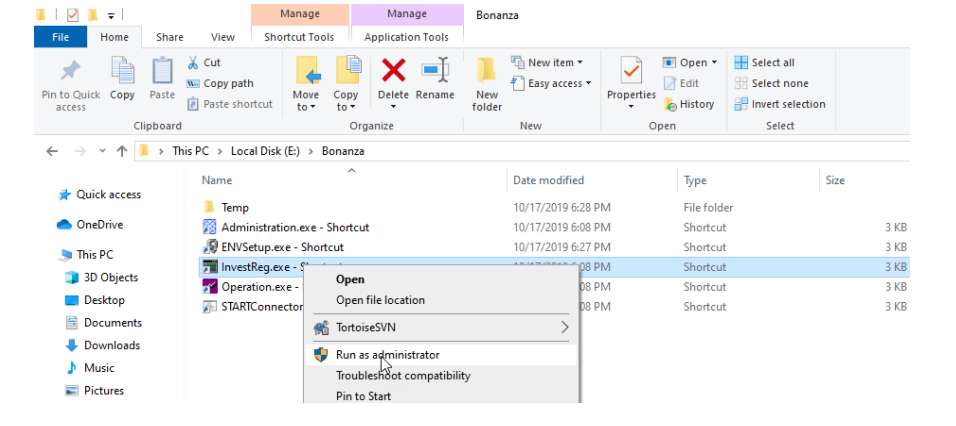 Manage Manage Bonanza
File Home Share View Shortcut Tools Application Tools
Pin to Quick access
Copy
Paste
Cut
Copy path
Paste shortcut
Clipboard
Move to
Copy to
Delete
Rename
Organize
New folder
New item
Easy access
New
Properties
Open
Edit
History
Open
Select all
Select none
Invert selection
Select
This PC > Local Disk (E:) > Bonanza
Quick access
OneDrive
This PC
3D Objects
Desktop
Documents
Downloads
Music
Pictures
Name Date modified Type Size
Temp 10/17/2019 6:28 PM File folder
Administration.exe - Shortcut 10/17/2019 6:08 PM Shortcut 3 KB
ENVSetup.exe - Shortcut 10/17/2019 6:27 PM Shortcut 3 KB
InvestReg.exe - :08 PM Shortcut 3 KB
Operation.exe - :08 PM Shortcut 3 KB
STARTConnector :08 PM Shortcut 3 KB
Open
Open file location
TortoiseSVN >
Run as administrator
Troubleshoot compatibility
Pin to Start